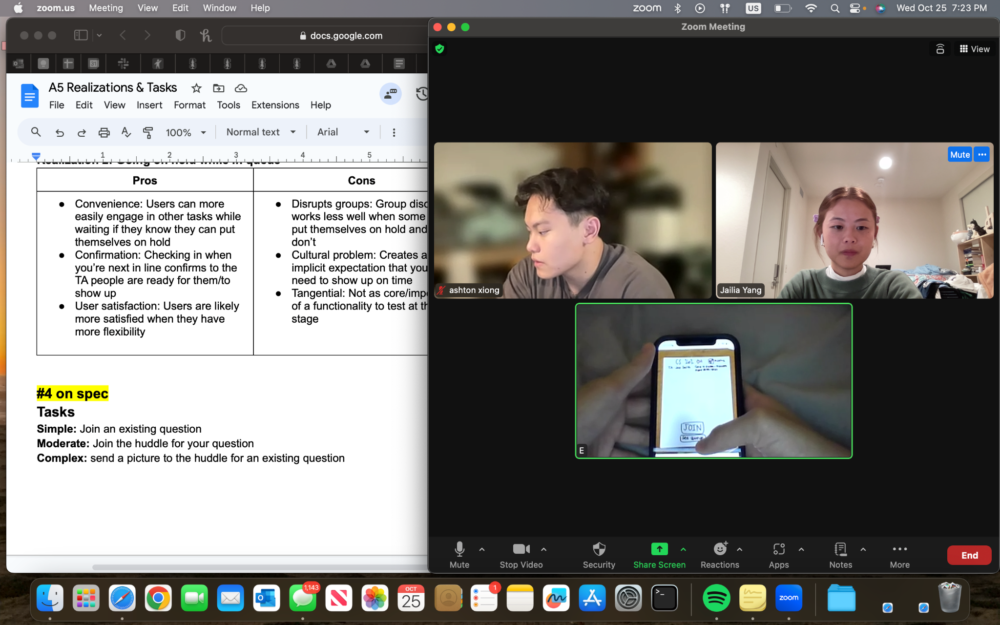 zoom.us Meeting View Edit Window Help
zoom US Wed Oct 25 7:23 PM
docs.google.com
31
A5 Realizations & Tasks
File Edit View Insert Format Tools Extensions Help
100% Normal text Arial
1 2 3 4 5
Pros
Convenience: Users can more
easily engage in other tasks while
waiting if they know they can put
themselves on hold
Confirmation: Checking in when
you’re next in line confirms to the
TA people are ready for them/to
show up
User satisfaction: Users are likely
more satisfied when they have
more flexibility
Cons
Disrupts groups: Group disc
works less well when some
put themselves on hold and
don’t
Cultural problem: Creates a
implicit expectation that you
need to show up on time
Tangential: Not as core/imp
of a functionality to test at th
stage
#4 on spec
Tasks
Simple: Join an existing question
Moderate: Join the huddle for your question
Complex: send a picture to the huddle for an existing question
Zoom Meeting
View
Mute
ashton xiong
Jailia Yang
JOIN
E
Mute Stop Video Security Share Screen Reactions Apps Notes More End
1,143
OCT
25
1
zoom